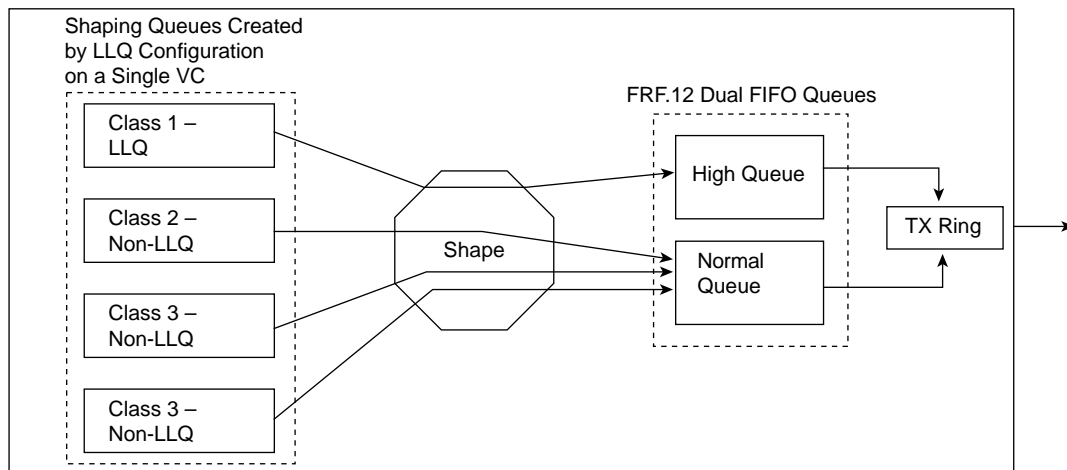 Shaping Queues Created
by LLQ Configuration
on a Single VC
Class 1 –
LLQ
Class 2 –
Non-LLQ
Class 3 –
Non-LLQ
Class 3 –
Non-LLQ
Shape
FRF.12 Dual FIFO Queues
High Queue
Normal
Queue
TX Ring